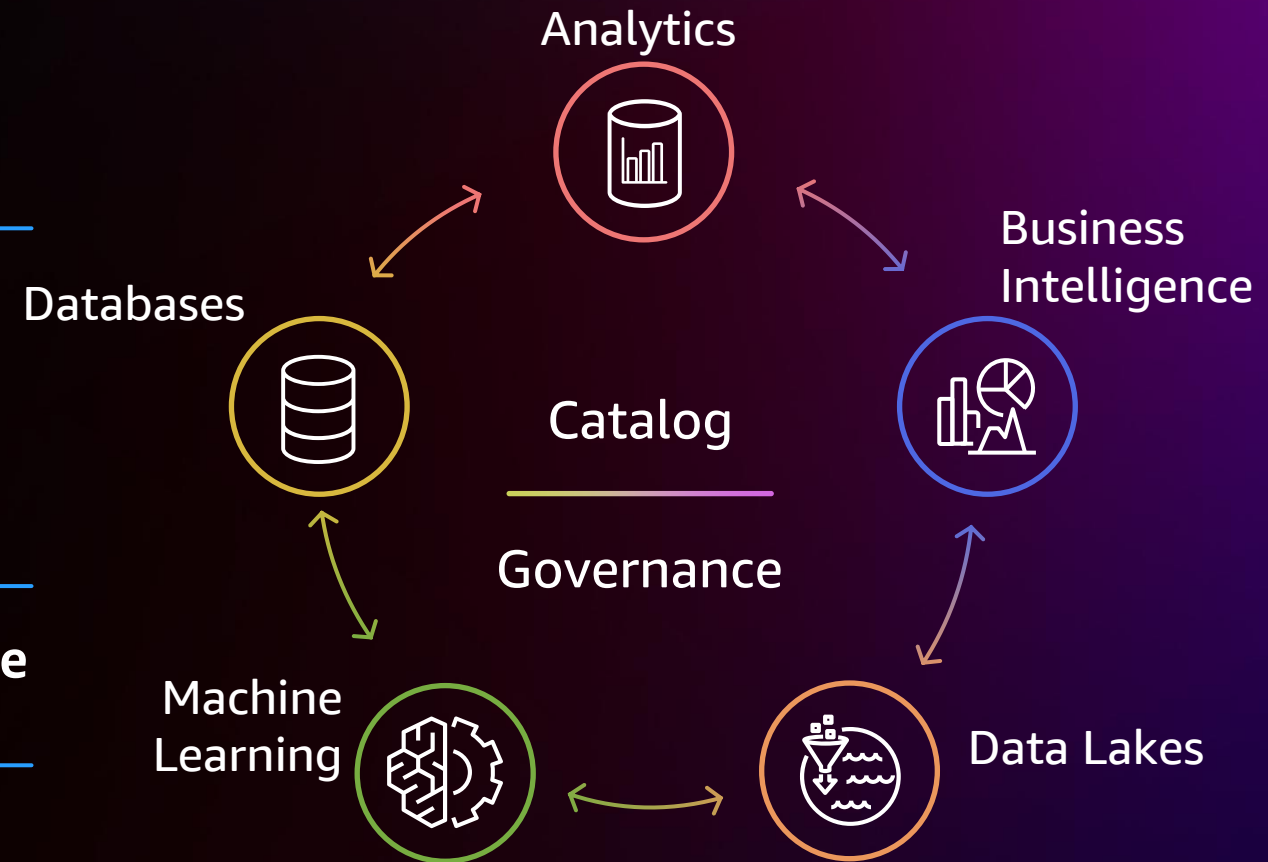 Analytics
Business
Intelligence
Databases
Catalog
Governance
e
Machine
Learning
Data Lakes